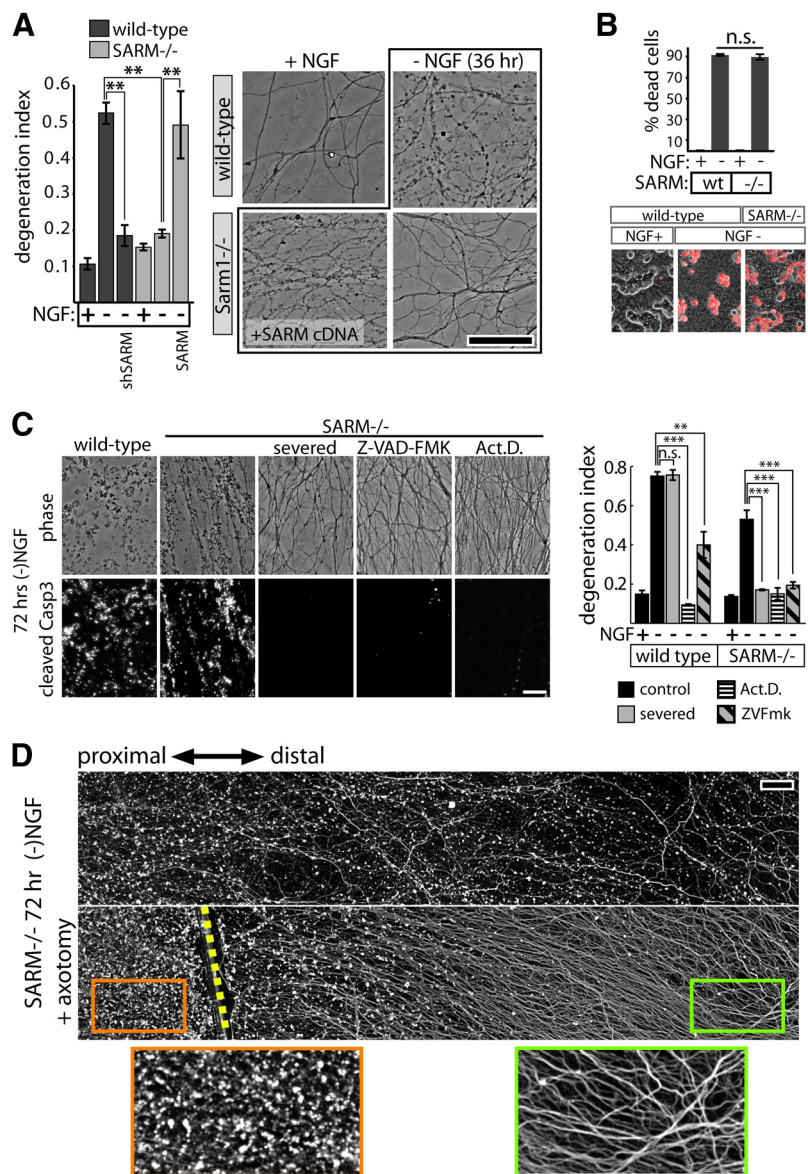 A
wild-type
SARM-/-
degeneration index
0.6
0.5
0.4
0.3
0.2
0.1
**
**
**
NGF: + - - + - -
shSARM
SARM
+ NGF
- NGF (36 hr)
wild-type
Sarm1-/-
+SARM cDNA
B
n.s.
% dead cells
90
70
50
30
10
NGF: + - + -
SARM: wt -/-
wild-type SARM-/-
NGF+ NGF -
C
SARM-/-
wild-type severed Z-VAD-FMK Act.D.
72 hrs (-)NGF
phase
cleaved Casp3
degeneration index
0.8
0.6
0.4
0.2
**
***
n.s.
***
***
***
NGF + - - - - + - - - -
wild type SARM-/-
control Act.D.
severed ZVFmk
D
proximal distal
SARM-/- 72 hr (-)NGF
+ axotomy